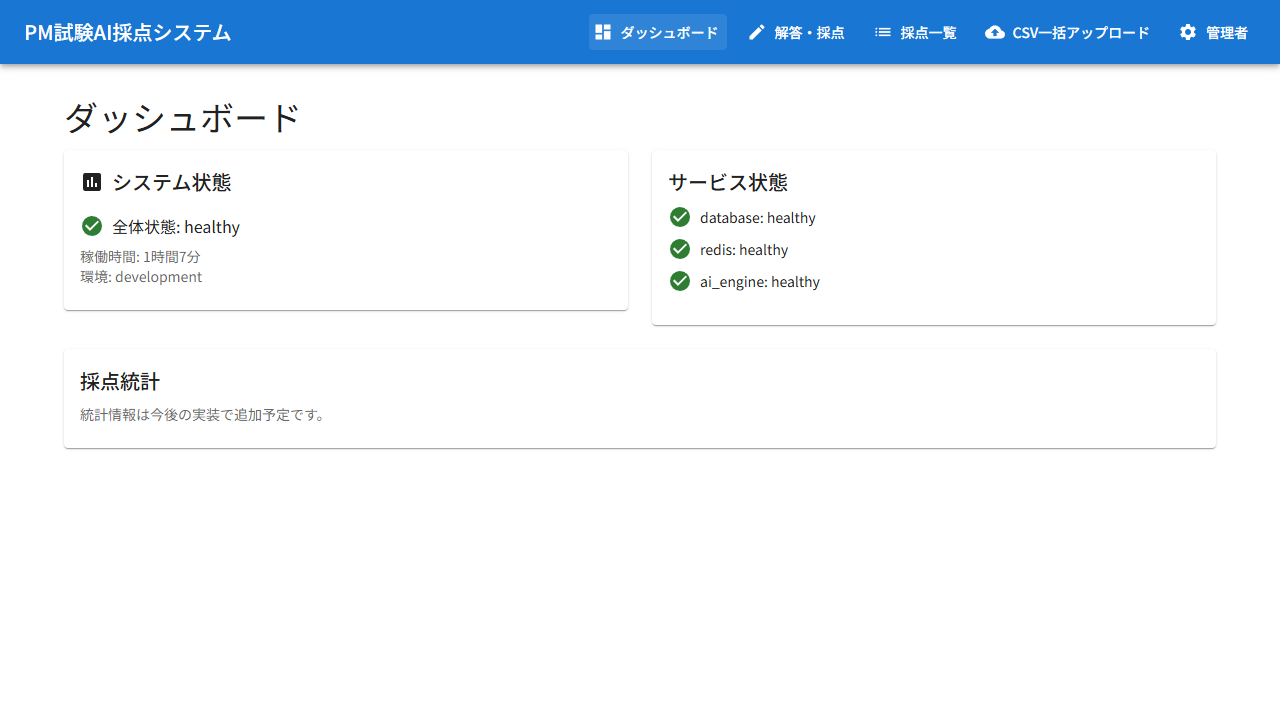 PM試験AI採点システム
ダッシュボード
解答・採点
採点一覧
CSV一括アップロード
管理者
ダッシュボード
システム状態
全体状態: healthy
稼働時間: 1時間7分
環境: development
サービス状態
database: healthy
redis: healthy
ai_engine: healthy
採点統計
統計情報は今後の実装で追加予定です。